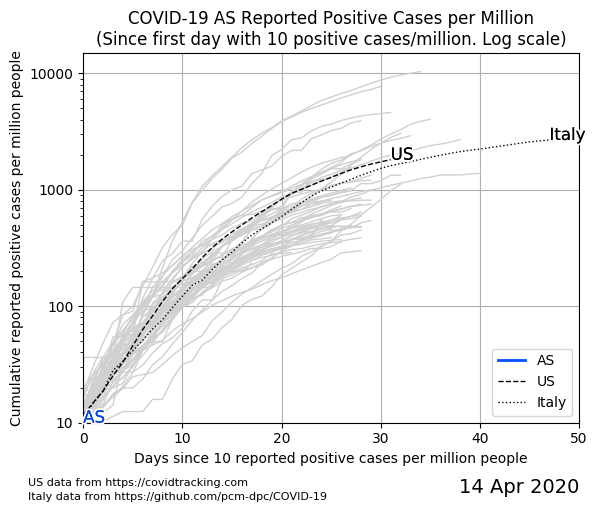 COVID-19 AS Reported Positive Cases per Million
(Since first day with 10 positive cases/million. Log scale)
Cumulative reported positive cases per million people
10000
1000
100
10
Italy
US
AS
AS
US
Italy
0 10 20 30 40 50
Days since 10 reported positive cases per million people
US data from https://covidtracking.com
Italy data from https://github.com/pcm-dpc/COVID-19
14 Apr 2020